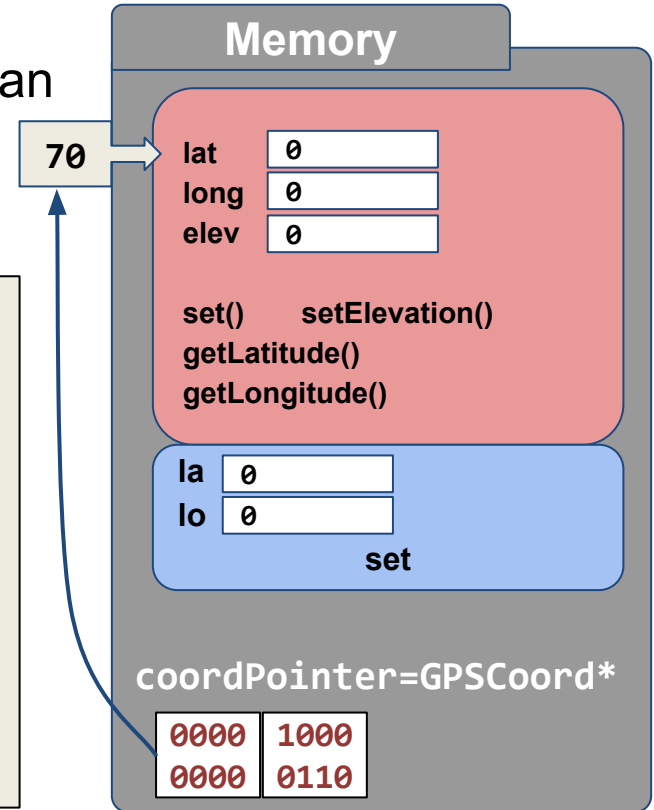 Memory
an
70
lat 0
long 0
elev 0
set() setElevation()
getLatitude()
getLongitude()
la 0
lo 0
set
coordPointer=GPSCoord*
0000 1000
0000 0110